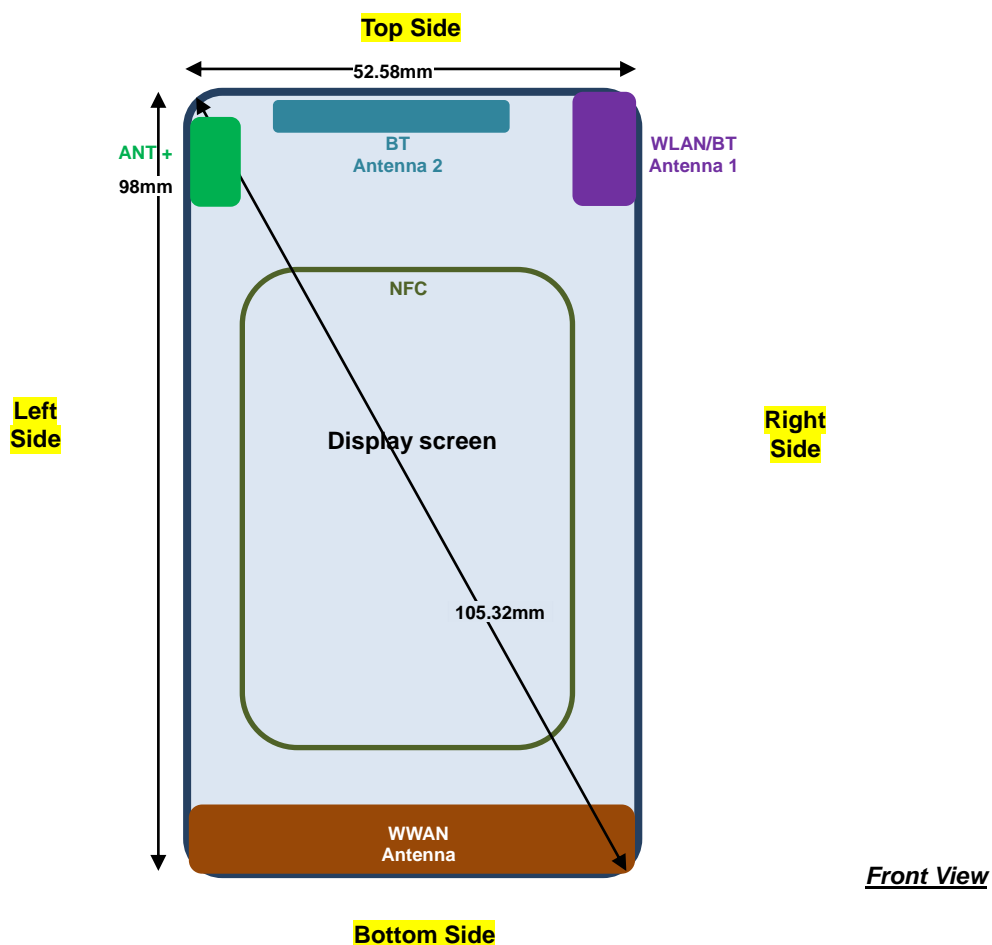 Top Side
52.58mm
ANT +
98mm
BT
Antenna 2
WLAN/BT
Antenna 1
NFC
Left
Side
Display screen
Right
Side
105.32mm
WWAN
Antenna
Front View
Bottom Side